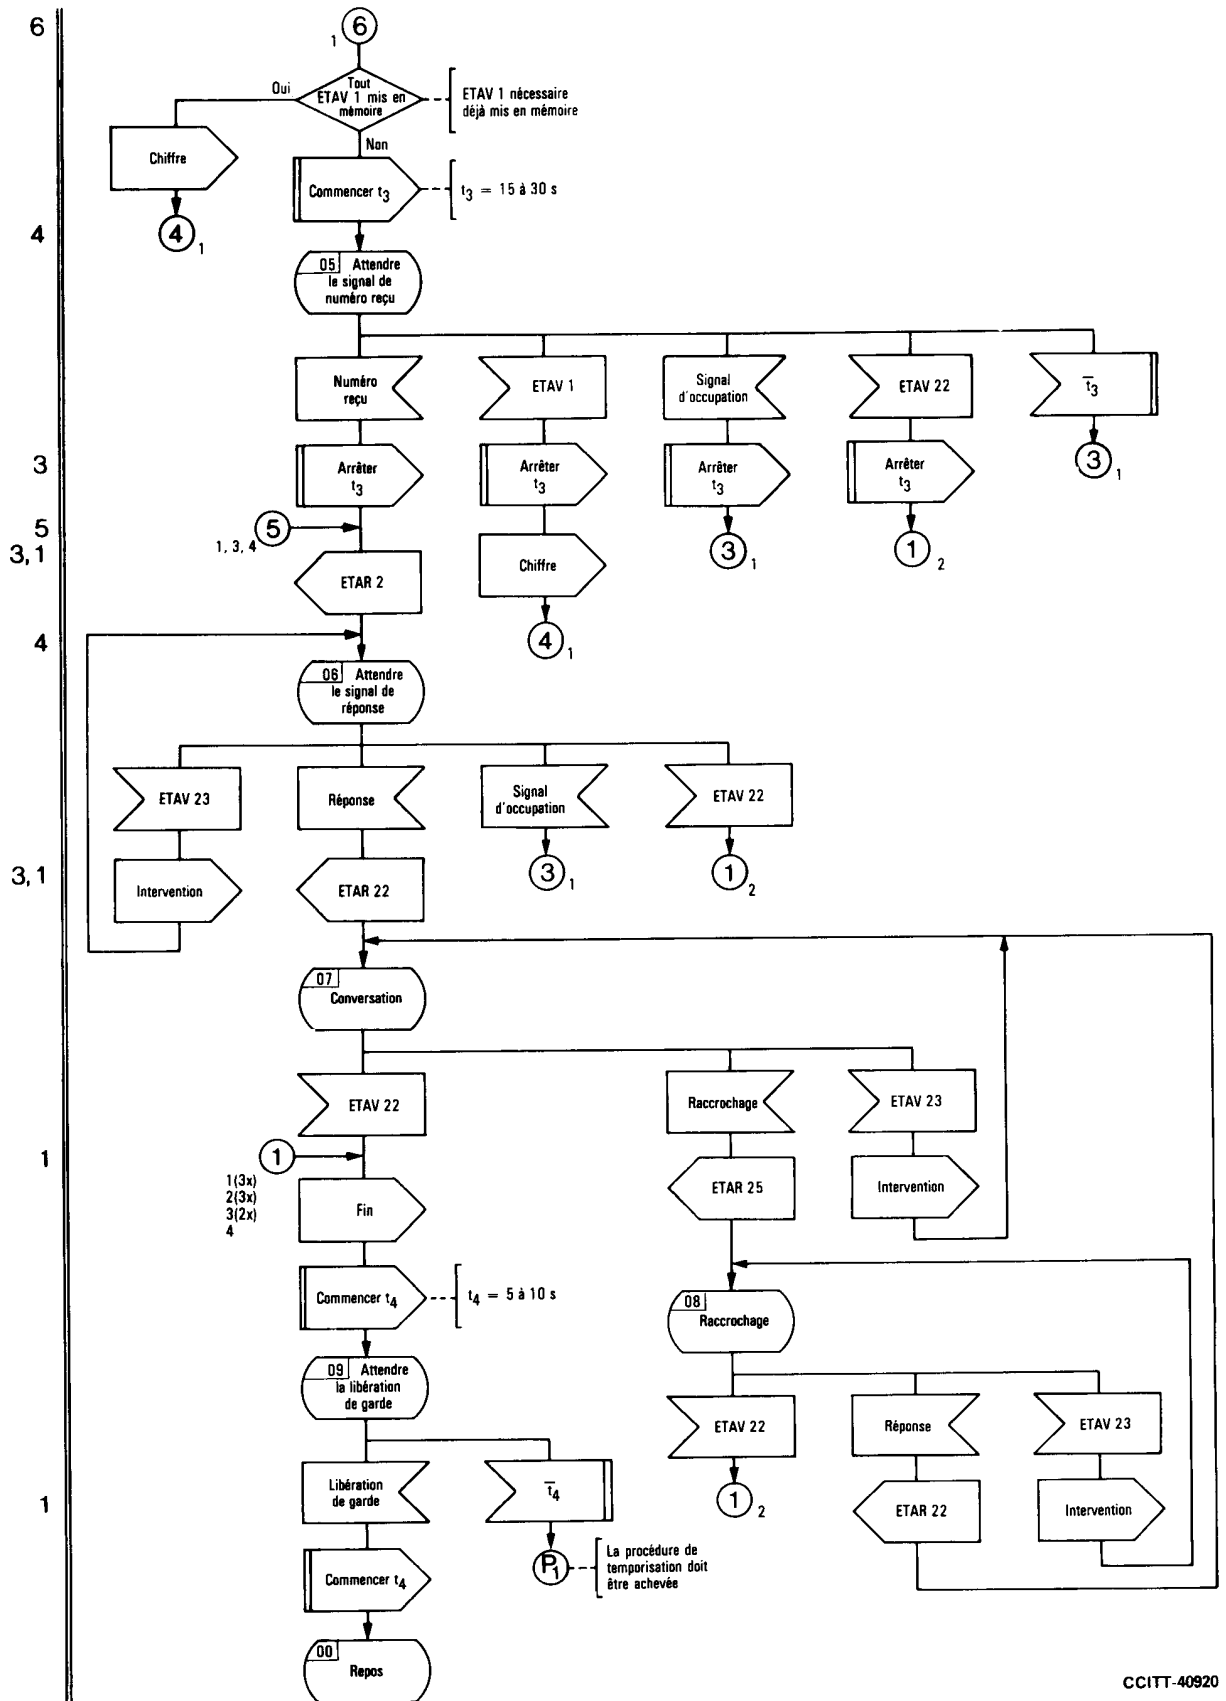 6
6
1
Oui
Tout
ETAV 1 mis en
mémoire
ETAV 1 nécessaire
déjà mis en mémoire
Non
Chiffre
Commencer t3
t3 = 15 à 30 s
4
4
1
05 Attendre
le signal de
numéro reçu
Numéro
reçu
ETAV 1
Signal
d'occupation
ETAV 22
t̅3
3
Arrêter
t3
Arrêter
t3
Arrêter
t3
Arrêter
t3
3
1
5
5
1, 3, 4
3
1
1
2
3,1
ETAR 2
Chiffre
4
4
1
06 Attendre
le signal de
réponse
ETAV 23
Réponse
Signal
d'occupation
ETAV 22
3,1
Intervention
ETAR 22
3
1
1
2
07
Conversation
ETAV 22
Raccrochage
ETAV 23
1
1
1(3x)
2(3x)
3(2x)
4
Fin
ETAR 25
Intervention
Commencer t4
t4 = 5 à 10 s
08
Raccrochage
09 Attendre
la libération
de garde
ETAV 22
Réponse
ETAV 23
1
Libération
de garde
t̅4
1
2
ETAR 22
Intervention
Commencer t4
P1
La procédure de
temporisation doit
être achevée
00
Repos
CCITT-40920